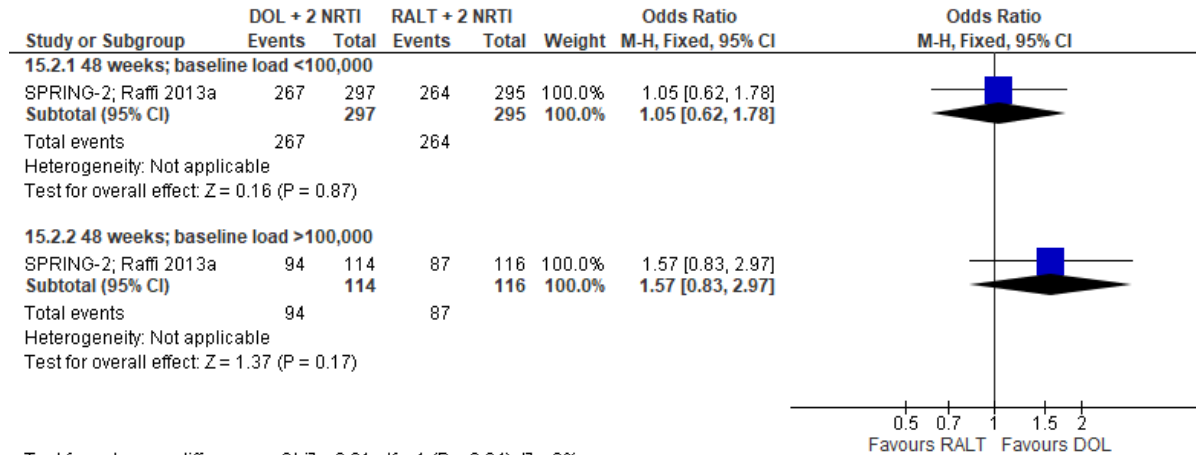 DOL + 2 NRTI RALT + 2 NRTI Odds Ratio Odds Ratio
Study or Subgroup Events Total Events Total Weight M-H, Fixed, 95% CI M-H, Fixed, 95% CI
15.2.1 48 weeks; baseline load <100,000
SPRING-2; Raffi 2013a 267 297 264 295 100.0% 1.05 [0.62, 1.78]
Subtotal (95% CI) 297 295 100.0% 1.05 [0.62, 1.78]
Total events 267 264
Heterogeneity: Not applicable
Test for overall effect: Z = 0.16 (P = 0.87)
15.2.2 48 weeks; baseline load >100,000
SPRING-2; Raffi 2013a 94 114 87 116 100.0% 1.57 [0.83, 2.97]
Subtotal (95% CI) 114 116 100.0% 1.57 [0.83, 2.97]
Total events 94 87
Heterogeneity: Not applicable
Test for overall effect: Z = 1.37 (P = 0.17)
0.5 0.7 1 1.5 2
Favours RALT Favours DOL